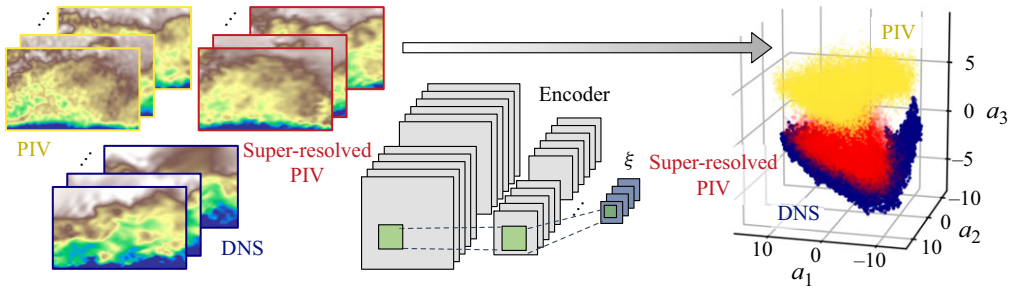 PIV
Super-resolved
PIV
DNS
Encoder
ξ
Super-resolved
PIV
PIV
DNS
5
0
−5
−10
a3
0
10
a2
10
0
−10
a1